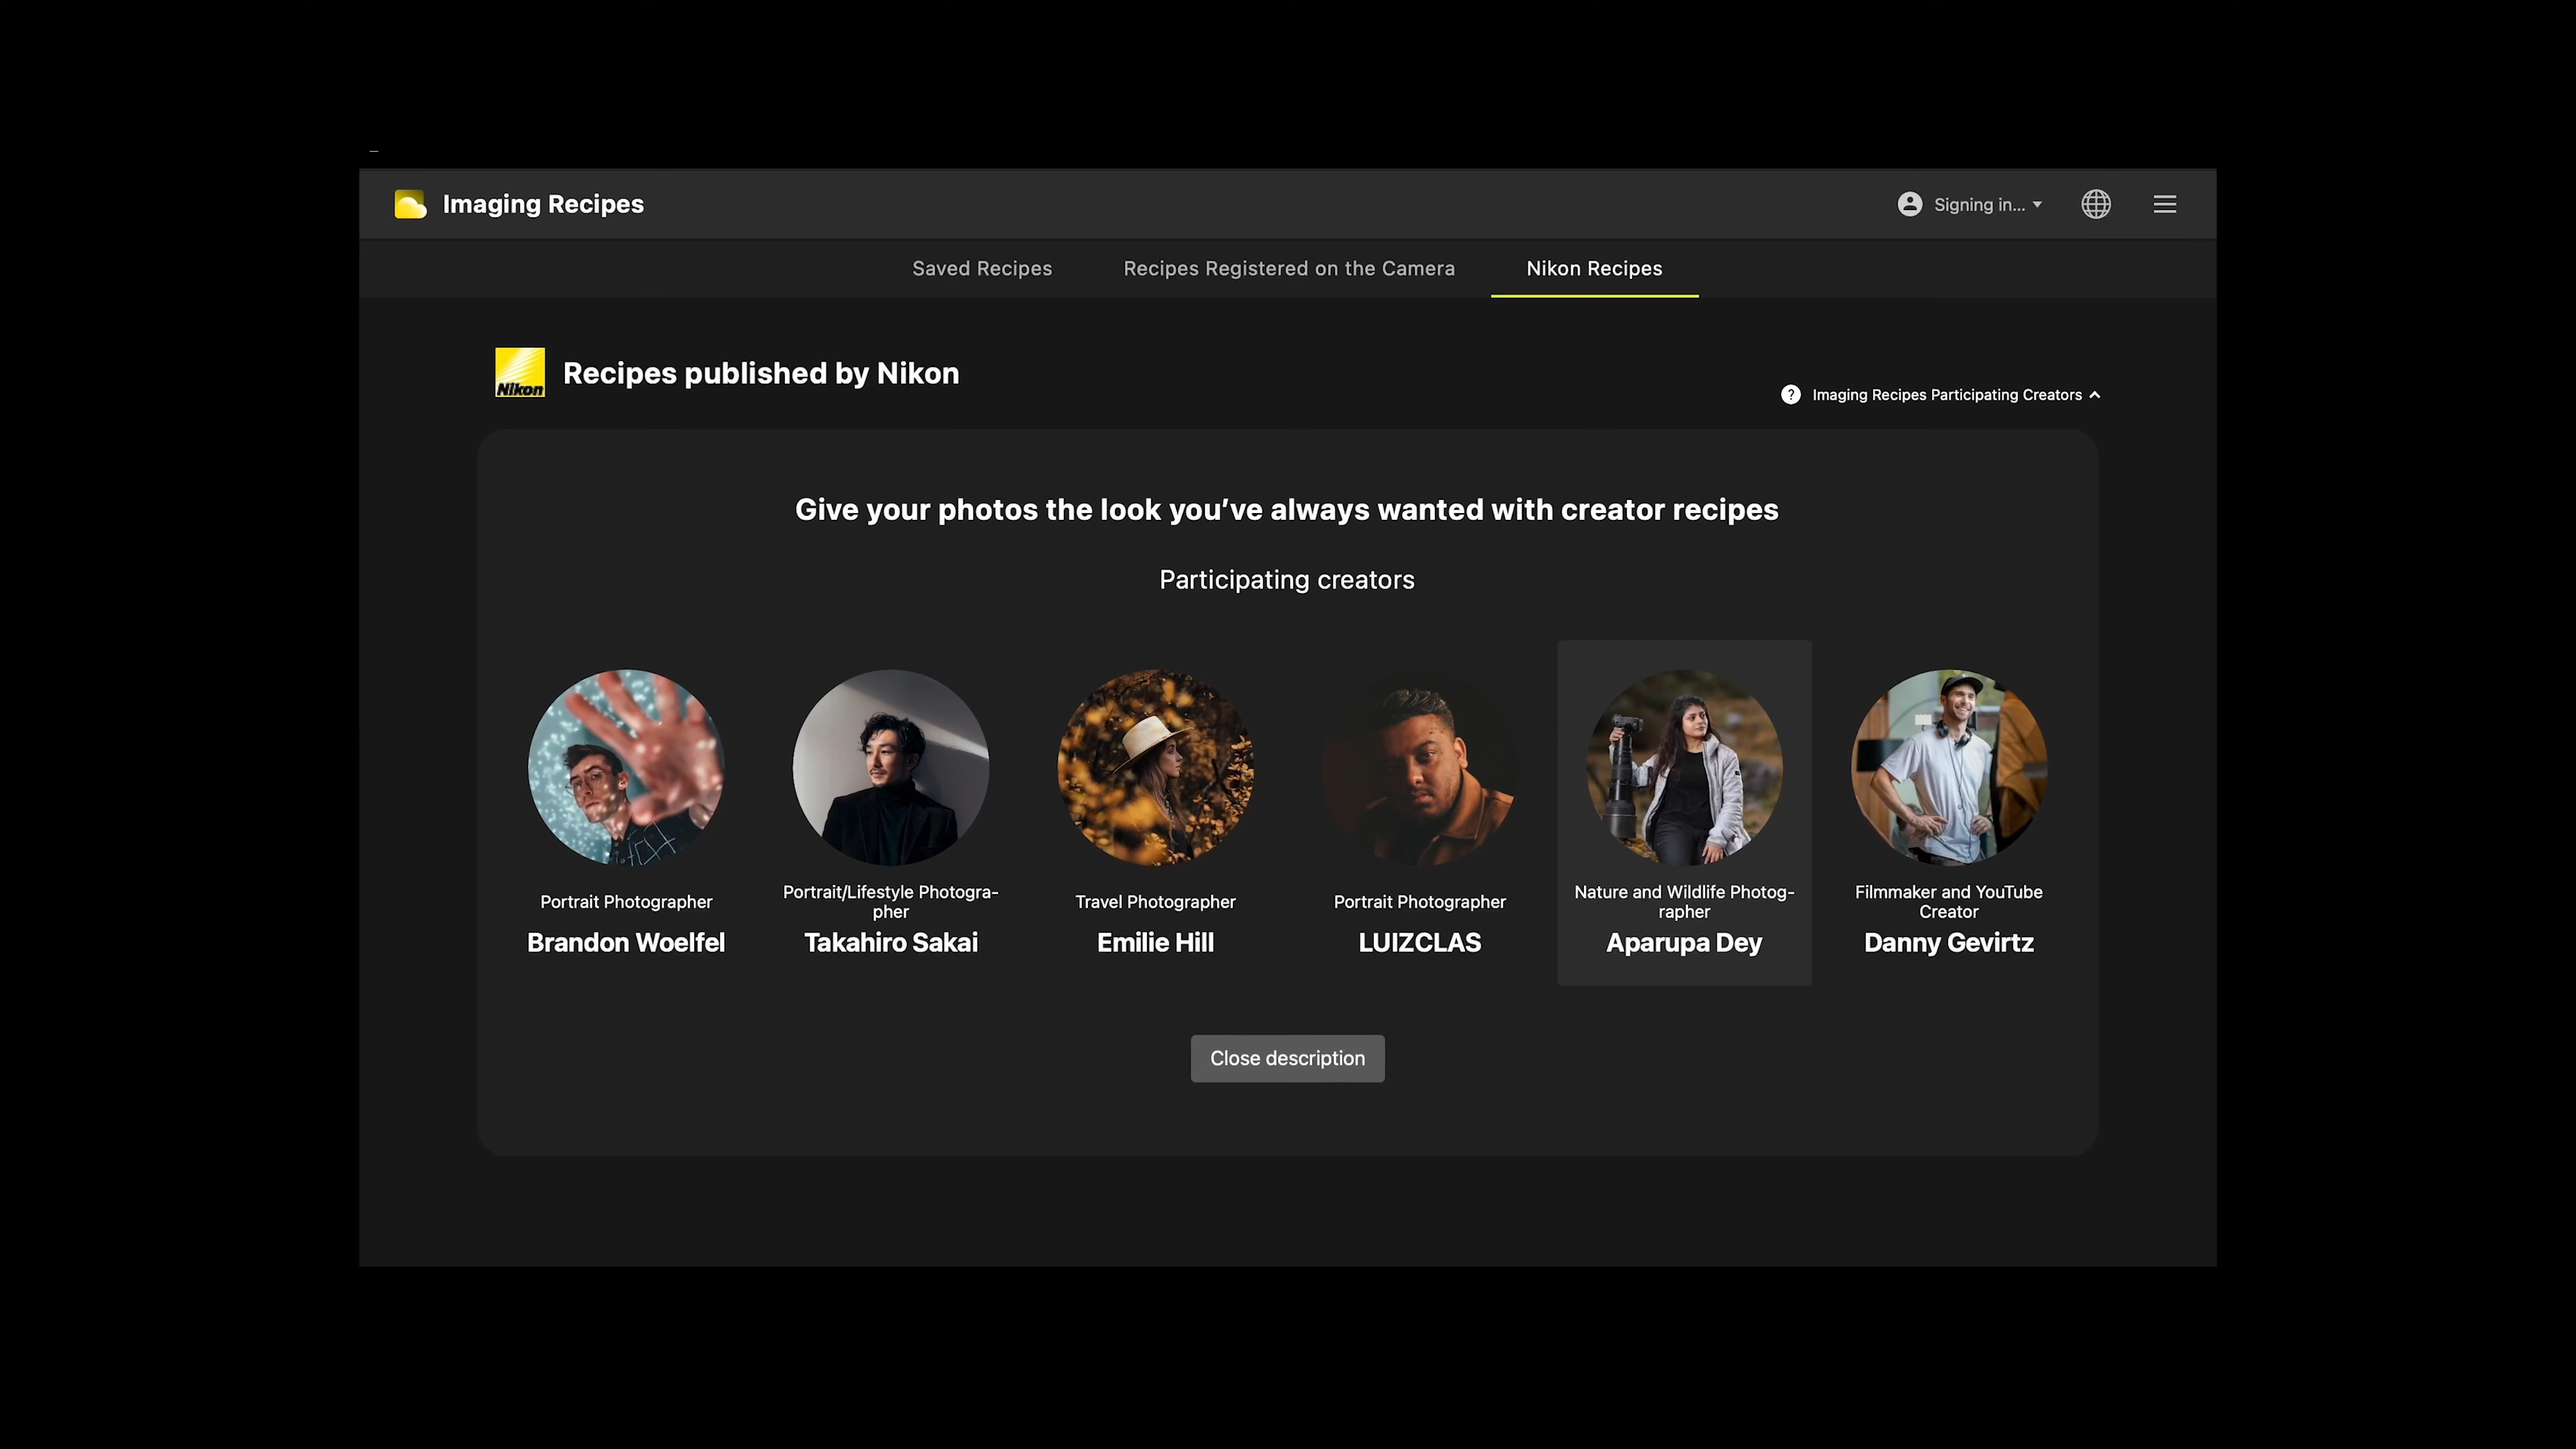 Imaging Recipes
Signing in...
Saved Recipes
Recipes Registered on the Camera
Nikon Recipes
Nikon
Recipes published by Nikon
? Imaging Recipes Participating Creators
Give your photos the look you’ve always wanted with creator recipes
Participating creators
Portrait Photographer
Brandon Woelfel
Portrait/Lifestyle Photogra-
pher
Takahiro Sakai
Travel Photographer
Emilie Hill
Portrait Photographer
LUIZCLAS
Nature and Wildlife Photog-
rapher
Aparupa Dey
Filmmaker and YouTube
Creator
Danny Gevirtz
Close description